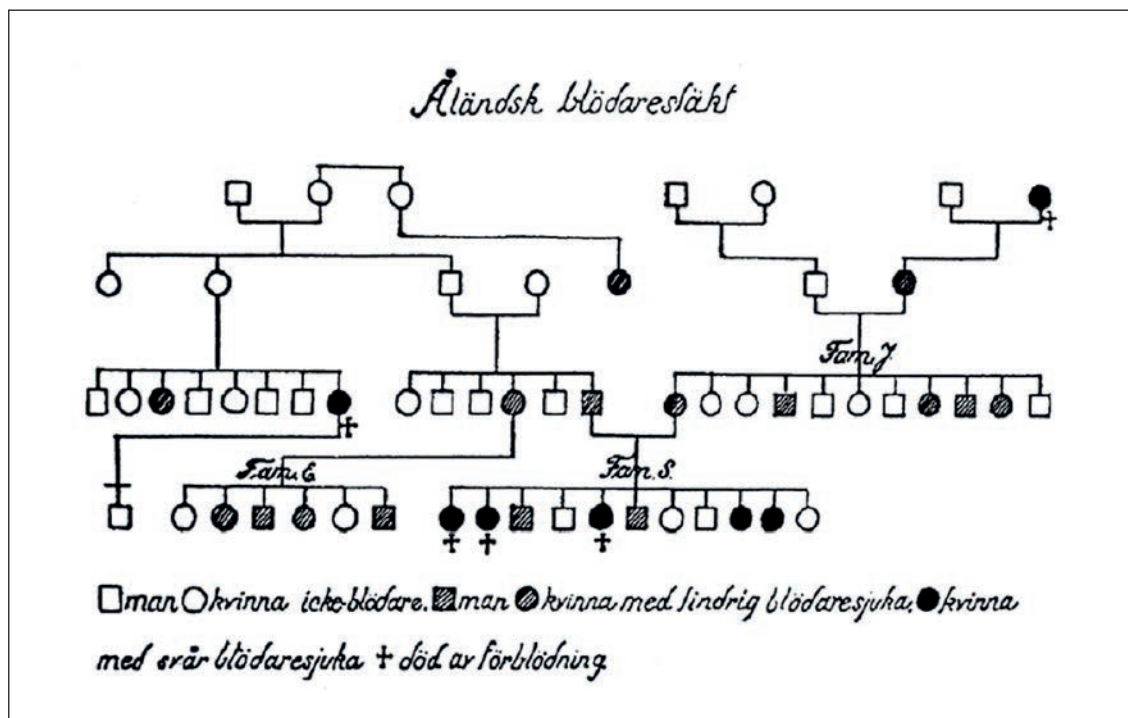 Åländsk blödaresläkt
Fam. J.
Fam. E
Fam. S.
man kvinna icke-blödare. man kvinna med lindrig blödaresjuka, kvinna
med svår blödaresjuka † död av förblödning